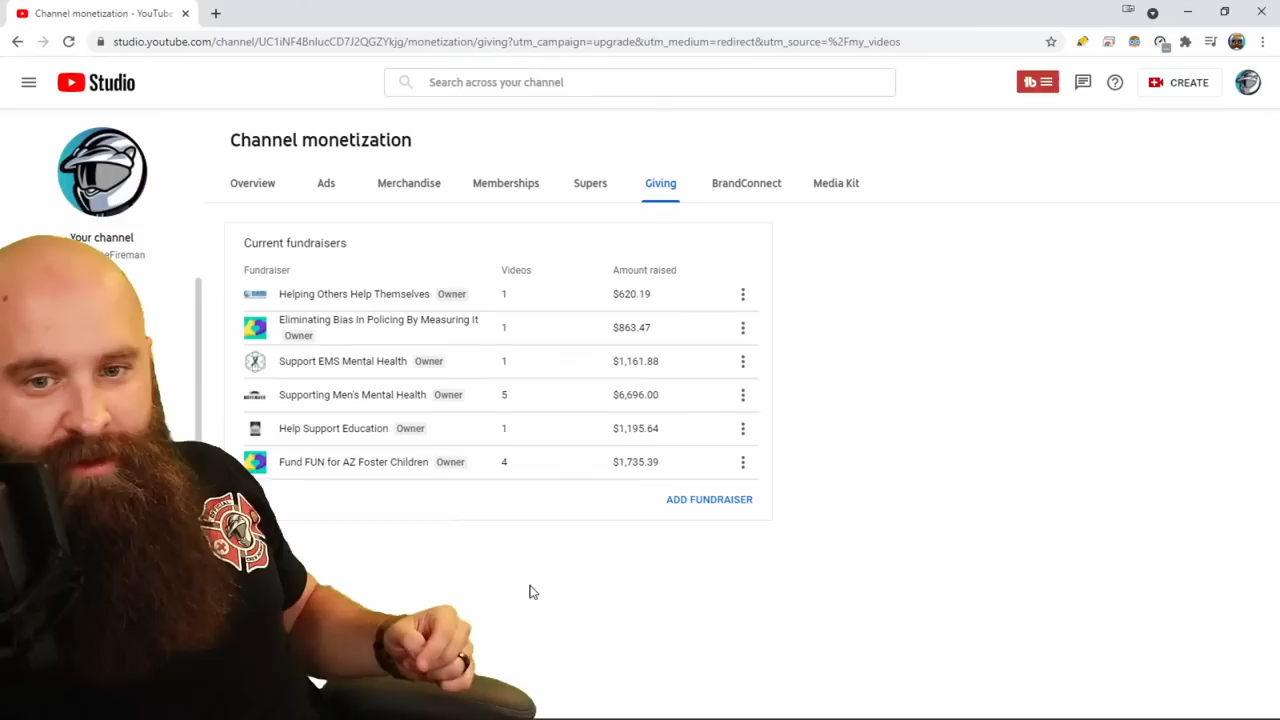 Channel monetization - YouTube
studio.youtube.com/channel/UC1iNF4BnlucCD7J2QGZYkjg/monetization/giving?utm_campaign=upgrade&utm_medium=redirect&utm_source=%2Fmy_videos
Studio
Search across your channel
CREATE
Channel monetization
Overview Ads Merchandise Memberships Supers Giving BrandConnect Media Kit
Your channel
eFireman
Current fundraisers
Fundraiser Videos Amount raised
Helping Others Help Themselves Owner 1 $620.19
Eliminating Bias In Policing By Measuring It
Owner 1 $863.47
Support EMS Mental Health Owner 1 $1,161.88
Supporting Men's Mental Health Owner 5 $6,696.00
Help Support Education Owner 1 $1,195.64
Fund FUN for AZ Foster Children Owner 4 $1,735.39
ADD FUNDRAISER